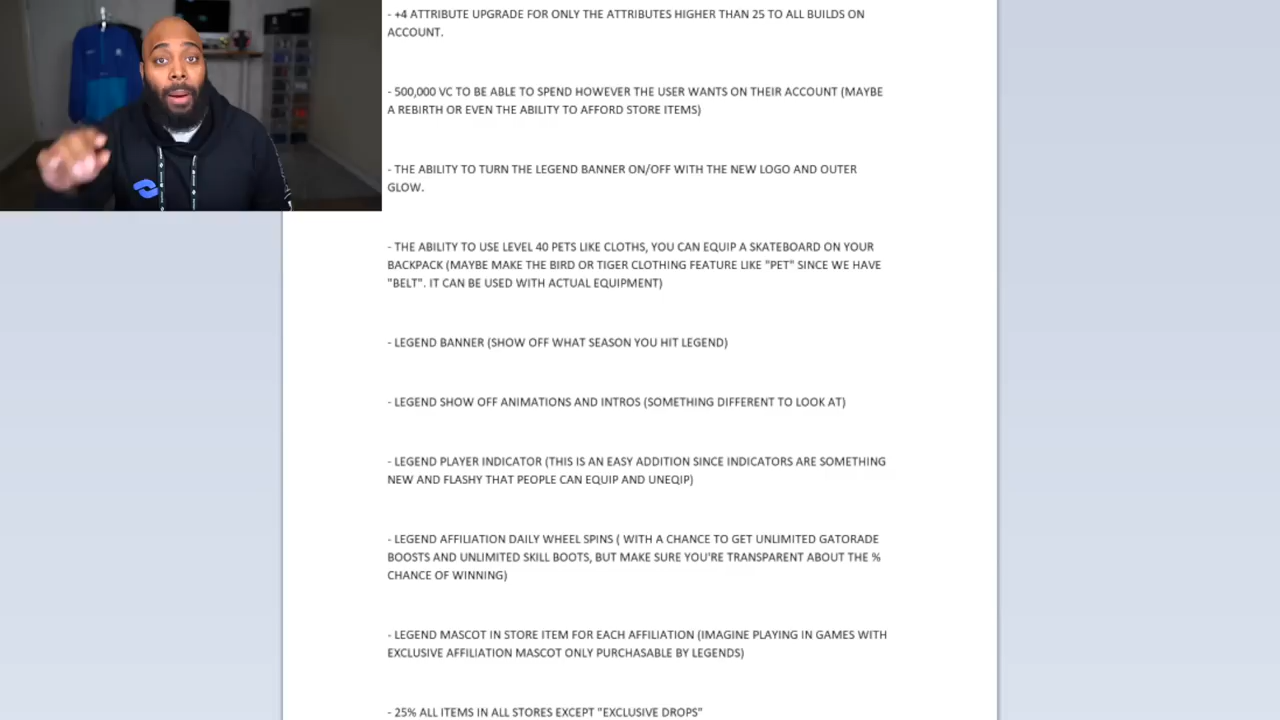 - +4 ATTRIBUTE UPGRADE FOR ONLY THE ATTRIBUTES HIGHER THAN 25 TO ALL BUILDS ON
ACCOUNT.
- 500,000 VC TO BE ABLE TO SPEND HOWEVER THE USER WANTS ON THEIR ACCOUNT (MAYBE
A REBIRTH OR EVEN THE ABILITY TO AFFORD STORE ITEMS)
- THE ABILITY TO TURN THE LEGEND BANNER ON/OFF WITH THE NEW LOGO AND OUTER
GLOW.
- THE ABILITY TO USE LEVEL 40 PETS LIKE CLOTHS, YOU CAN EQUIP A SKATEBOARD ON YOUR
BACKPACK (MAYBE MAKE THE BIRD OR TIGER CLOTHING FEATURE LIKE "PET" SINCE WE HAVE
"BELT". IT CAN BE USED WITH ACTUAL EQUIPMENT)
- LEGEND BANNER (SHOW OFF WHAT SEASON YOU HIT LEGEND)
- LEGEND SHOW OFF ANIMATIONS AND INTROS (SOMETHING DIFFERENT TO LOOK AT)
- LEGEND PLAYER INDICATOR (THIS IS AN EASY ADDITION SINCE INDICATORS ARE SOMETHING
NEW AND FLASHY THAT PEOPLE CAN EQUIP AND UNEQIP)
- LEGEND AFFILIATION DAILY WHEEL SPINS ( WITH A CHANCE TO GET UNLIMITED GATORADE
BOOSTS AND UNLIMITED SKILL BOOTS, BUT MAKE SURE YOU'RE TRANSPARENT ABOUT THE %
CHANCE OF WINNING)
- LEGEND MASCOT IN STORE ITEM FOR EACH AFFILIATION (IMAGINE PLAYING IN GAMES WITH
EXCLUSIVE AFFILIATION MASCOT ONLY PURCHASABLE BY LEGENDS)
- 25% ALL ITEMS IN ALL STORES EXCEPT "EXCLUSIVE DROPS"